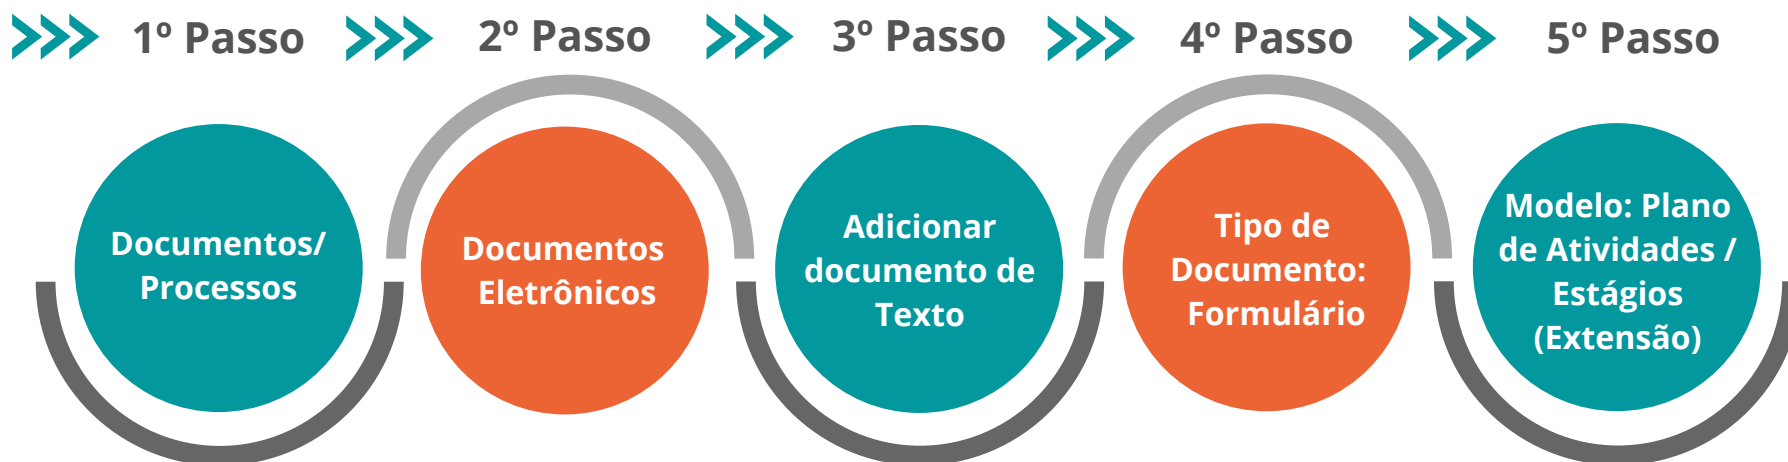 1º Passo
2º Passo
3º Passo
4º Passo
5º Passo
Documentos/
Processos
Documentos
Eletrônicos
Adicionar
documento de
Texto
Tipo de
Documento:
Formulário
Modelo: Plano
de Atividades /
Estágios
(Extensão)